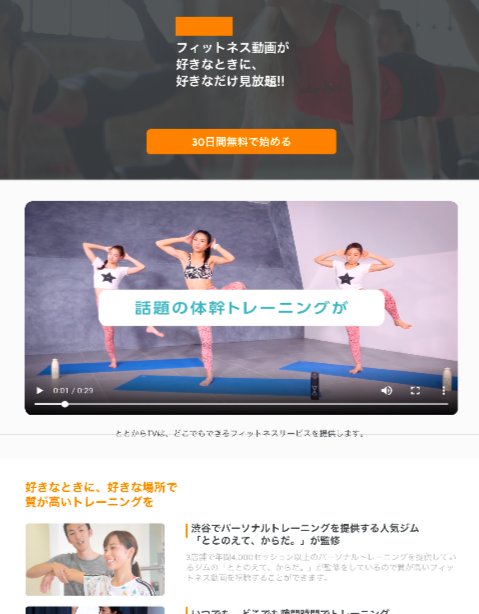 フィットネス動画が
好きなときに、
好きなだけ見放題!!
30日間無料で始める
話題の体幹トレーニングが
0:01 / 0:29
ととからTVは、どこでもできるフィットネスサービスを提供します。
好きなときに、好きな場所で
質が高いトレーニングを
渋谷でパーソナルトレーニングを提供する人気ジム
「ととのえて、からだ。」が監修
3店舗で年間4,000セッション以上のパーソナルトレーニングを提供してい
るジムの「ととのえて、からだ。」が監修をしているので質が高いフィッ
トネス動画を視聴することができます。
いつでも、どこでも隙間時間でトレーニング